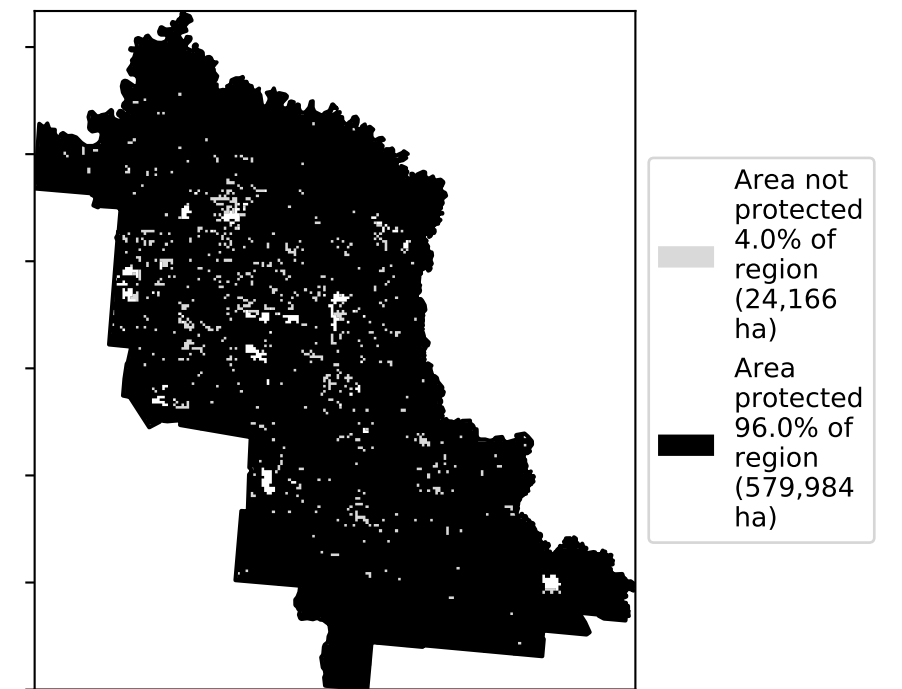 Area not
protected
4.0% of
region
(24,166
ha)
Area
protected
96.0% of
region
(579,984
ha)